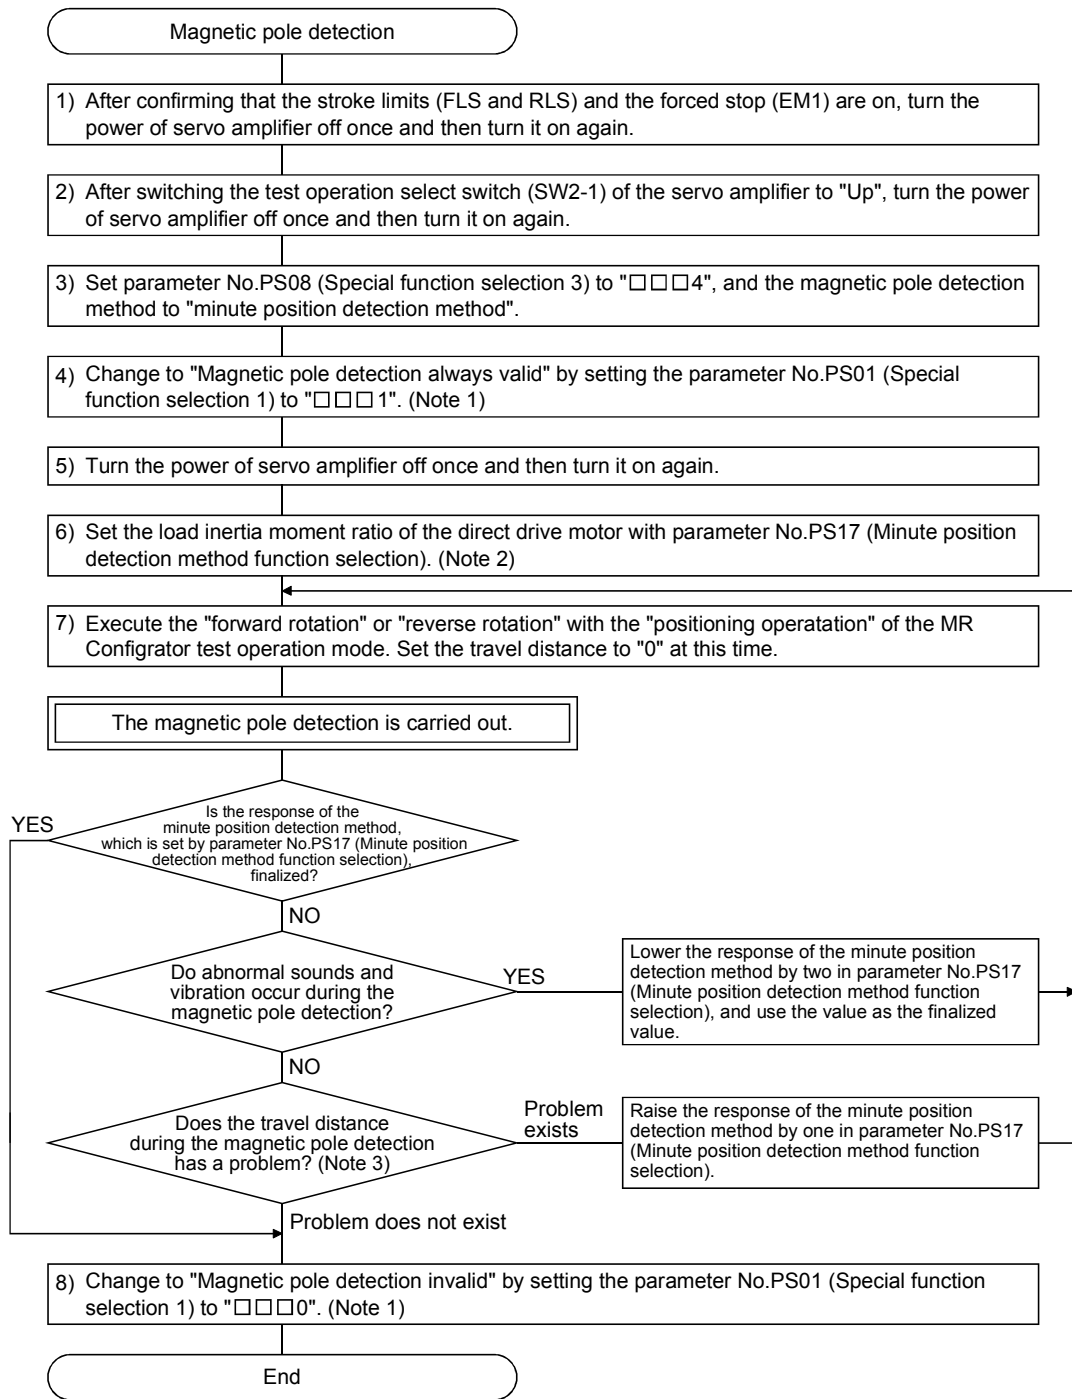 Magnetic pole detection
1) After confirming that the stroke limits (FLS and RLS) and the forced stop (EM1) are on, turn the
power of servo amplifier off once and then turn it on again.
2) After switching the test operation select switch (SW2-1) of the servo amplifier to "Up", turn the power
of servo amplifier off once and then turn it on again.
3) Set parameter No.PS08 (Special function selection 3) to "□□□4", and the magnetic pole detection
method to "minute position detection method".
4) Change to "Magnetic pole detection always valid" by setting the parameter No.PS01 (Special
function selection 1) to "□□□1". (Note 1)
5) Turn the power of servo amplifier off once and then turn it on again.
6) Set the load inertia moment ratio of the direct drive motor with parameter No.PS17 (Minute position
detection method function selection). (Note 2)
7) Execute the "forward rotation" or "reverse rotation" with the "positioning operatation" of the MR
Configrator test operation mode. Set the travel distance to "0" at this time.
The magnetic pole detection is carried out.
Is the response of the
minute position detection method,
which is set by parameter No.PS17 (Minute position
detection method function selection),
finalized?
YES
NO
Do abnormal sounds and
vibration occur during the
magnetic pole detection?
YES
Lower the response of the minute position
detection method by two in parameter No.PS17
(Minute position detection method function
selection), and use the value as the finalized
value.
NO
Does the travel distance
during the magnetic pole detection
has a problem? (Note 3)
Problem
exists
Raise the response of the minute position
detection method by one in parameter No.PS17
(Minute position detection method function
selection).
Problem does not exist
8) Change to "Magnetic pole detection invalid" by setting the parameter No.PS01 (Special function
selection 1) to "□□□0". (Note 1)
End